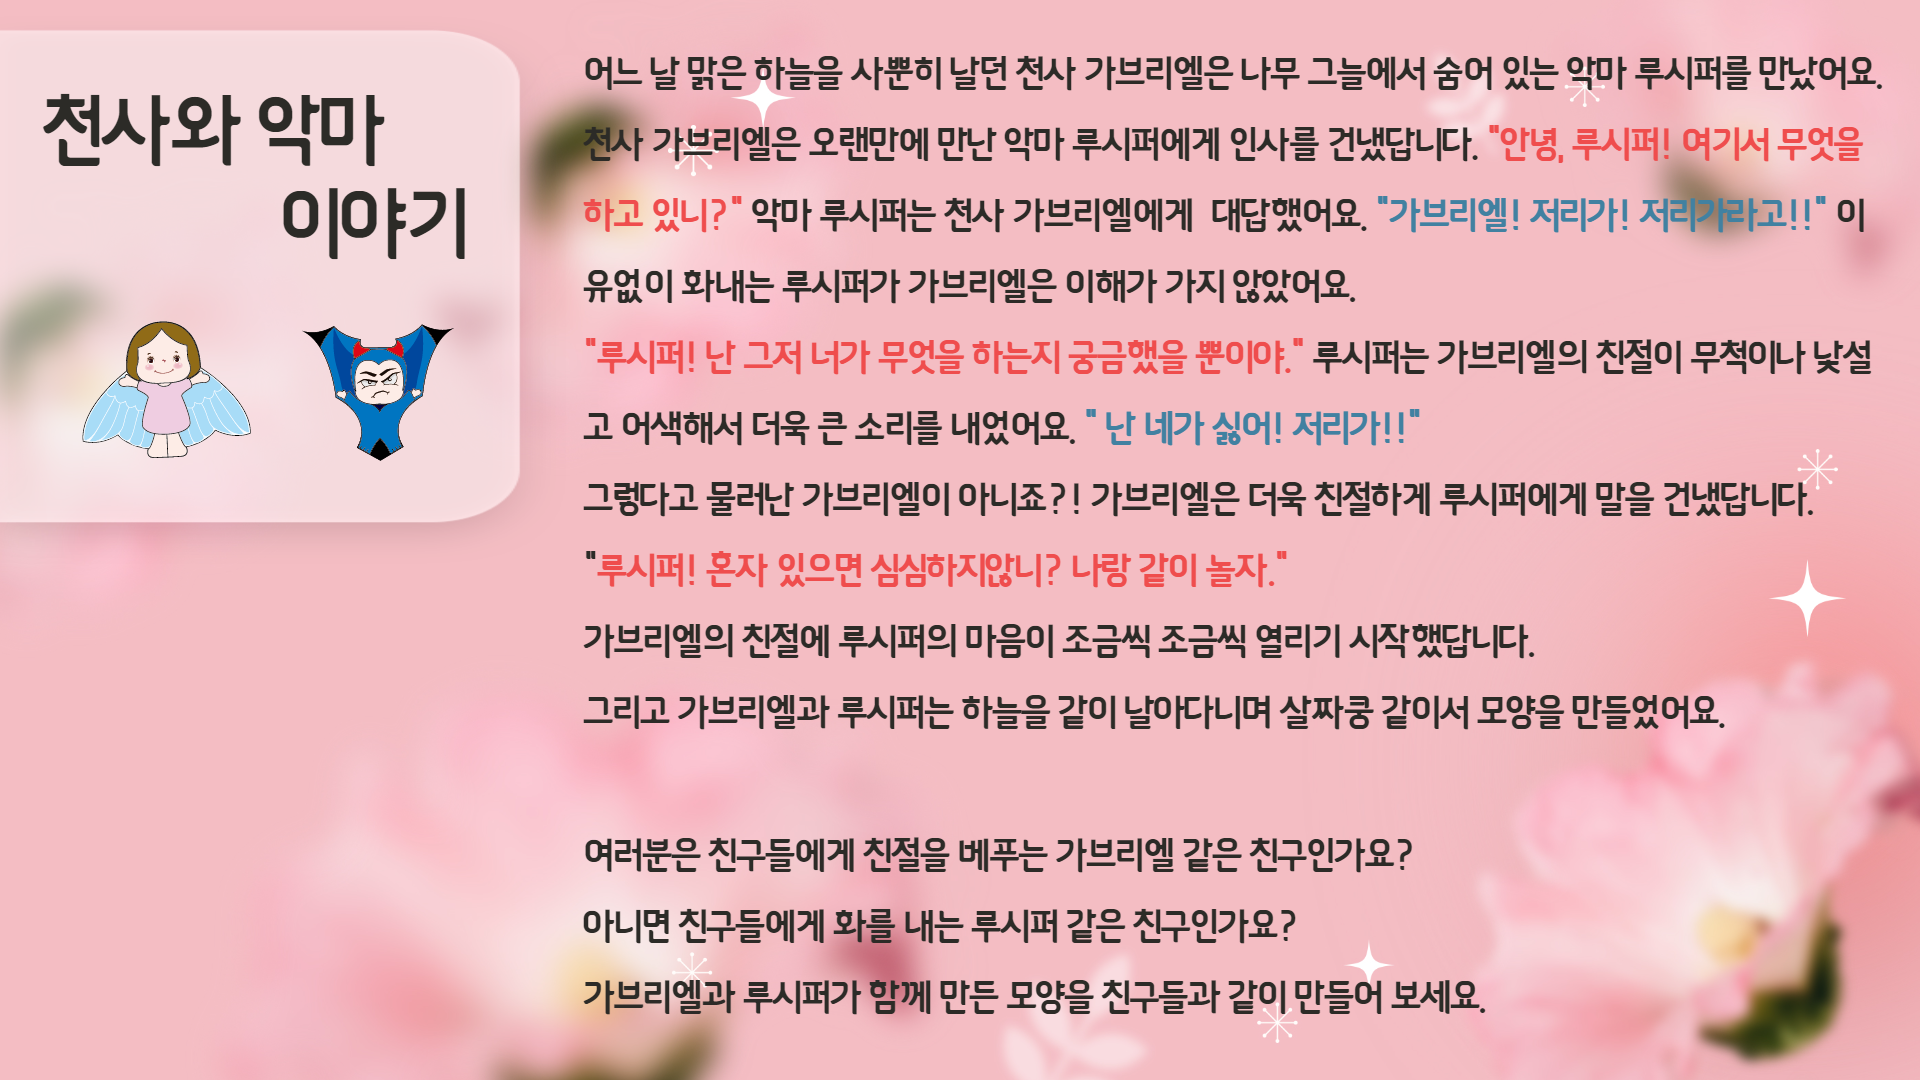 천사와 악마
이야기
어느 날 맑은 하늘을 사뿐히 날던 천사 가브리엘은 나무 그늘에서 숨어 있는 악마 루시퍼를 만났어요.
천사 가브리엘은 오랜만에 만난 악마 루시퍼에게 인사를 건냈답니다. "안녕, 루시퍼! 여기서 무엇을
하고 있니?" 악마 루시퍼는 천사 가브리엘에게 대답했어요. "가브리엘! 저리가! 저리가라고!!" 이
유없이 화내는 루시퍼가 가브리엘은 이해가 가지 않았어요.
"루시퍼! 난 그저 너가 무엇을 하는지 궁금했을 뿐이야." 루시퍼는 가브리엘의 친절이 무척이나 낯설
고 어색해서 더욱 큰 소리를 내었어요. " 난 네가 싫어! 저리가!!"
그렇다고 물러난 가브리엘이 아니죠?! 가브리엘은 더욱 친절하게 루시퍼에게 말을 건냈답니다.
"루시퍼! 혼자 있으면 심심하지않니? 나랑 같이 놀자."
가브리엘의 친절에 루시퍼의 마음이 조금씩 조금씩 열리기 시작했답니다.
그리고 가브리엘과 루시퍼는 하늘을 같이 날아다니며 살짜쿵 같이서 모양을 만들었어요.
여러분은 친구들에게 친절을 베푸는 가브리엘 같은 친구인가요?
아니면 친구들에게 화를 내는 루시퍼 같은 친구인가요?
가브리엘과 루시퍼가 함께 만든 모양을 친구들과 같이 만들어 보세요.